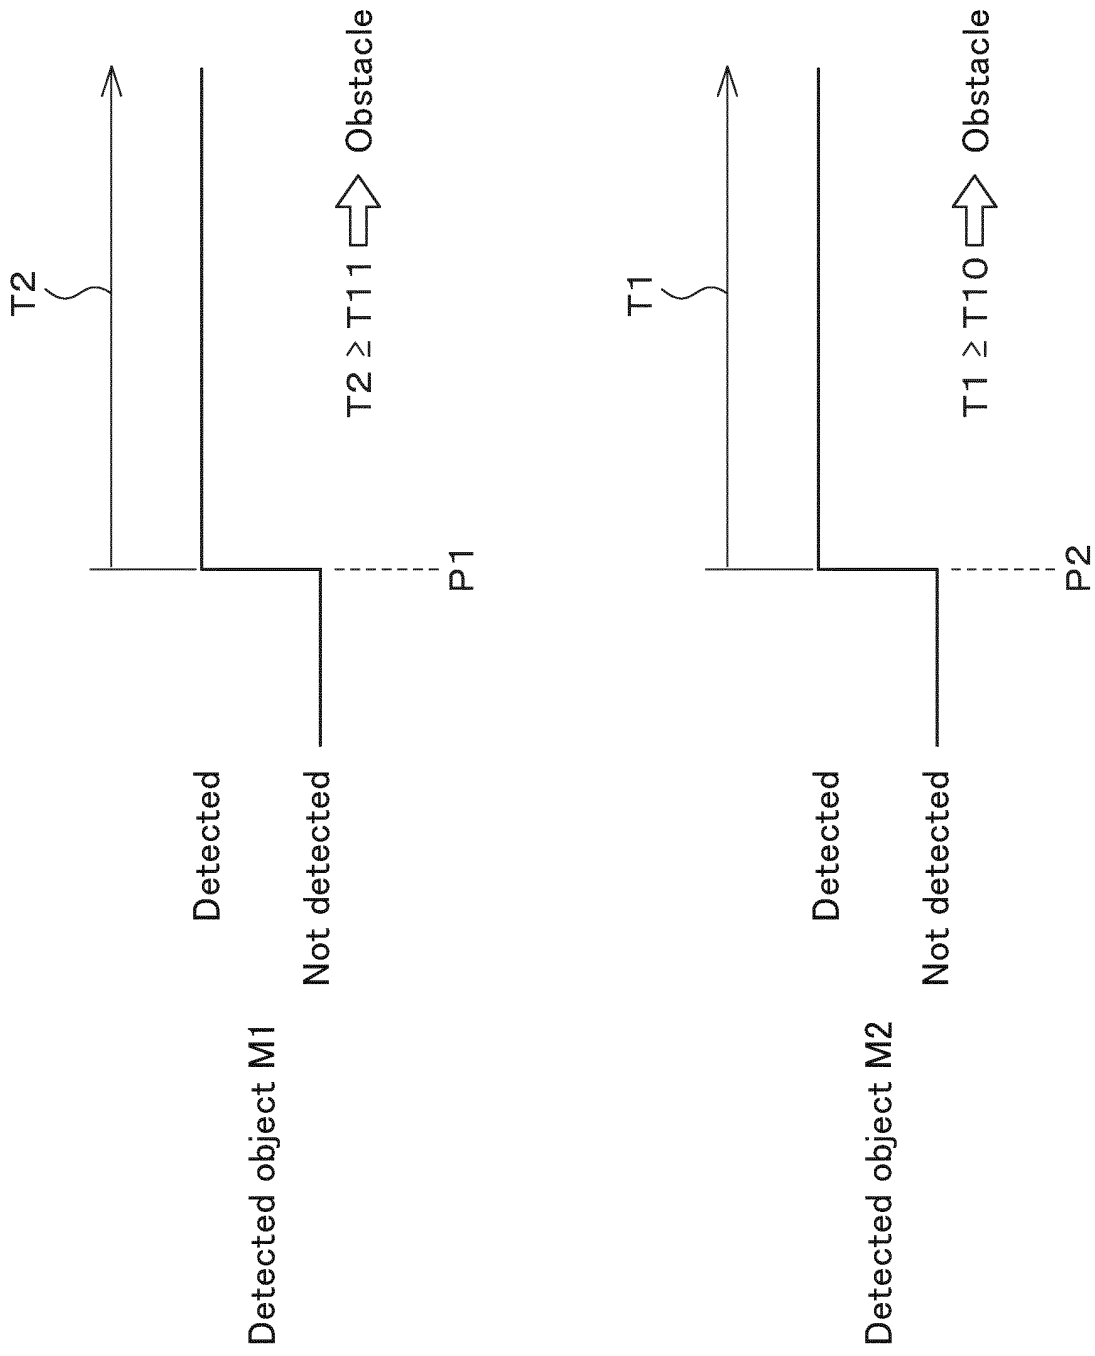 T2
Detected
Detected object M1
Not detected
T2 ≥ T11 ⇨ Obstacle
P1
T1
Detected
Detected object M2
Not detected
T1 ≥ T10 ⇨ Obstacle
P2